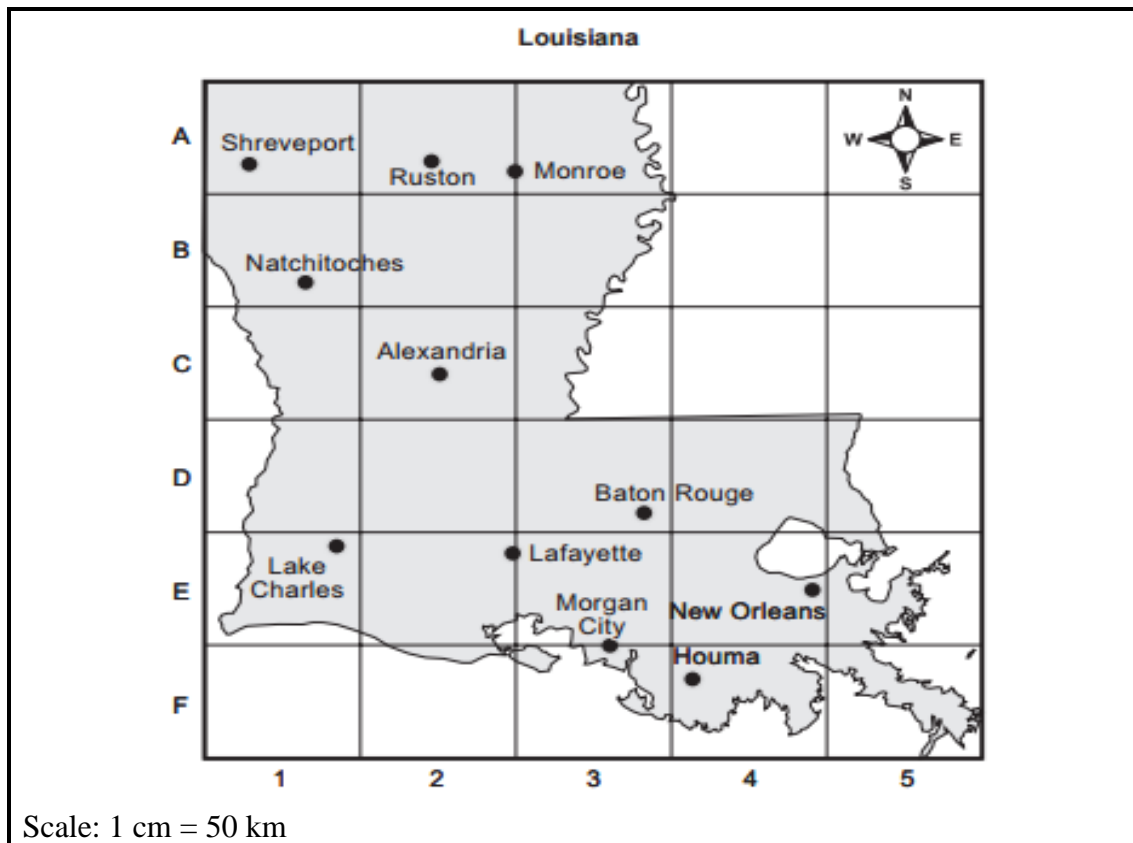 Louisiana
N
W E
S
A
Shreveport
Ruston
Monroe
B
Natchitoches
C
Alexandria
D
Baton Rouge
E
Lake
Charles
Lafayette
Morgan
City
New Orleans
F
Houma
1 2 3 4 5
Scale: 1 cm = 50 km